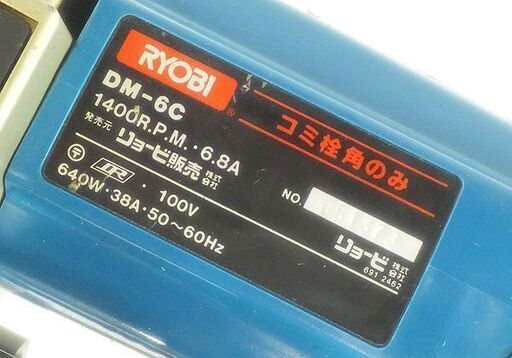 RYOBI
DM-6C
コミ栓角のみ
1400R.P.M.・6.8A
発売元 リョービ販売 株式会社
NO.
〒 JR ・100V
640W・38A・50〜60Hz
リョービ 株式会社
691 2462